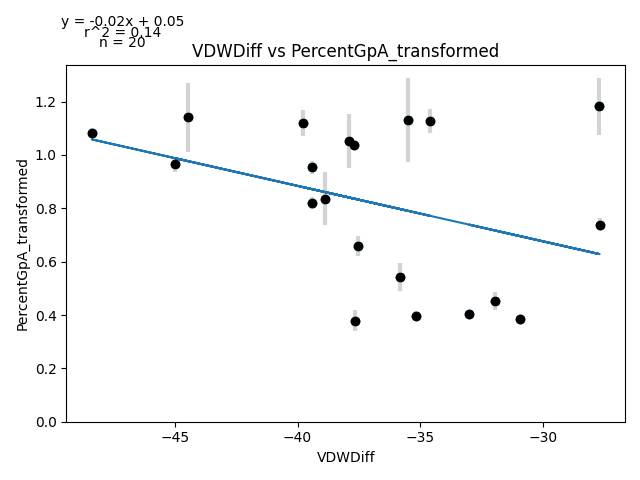 y = -0.02x + 0.05
r^2 = 0.14
n = 20
VDWDiff vs PercentGpA_transformed
PercentGpA_transformed
1.2
1.0
0.8
0.6
0.4
0.2
0.0
−45
−40
−35
−30
VDWDiff